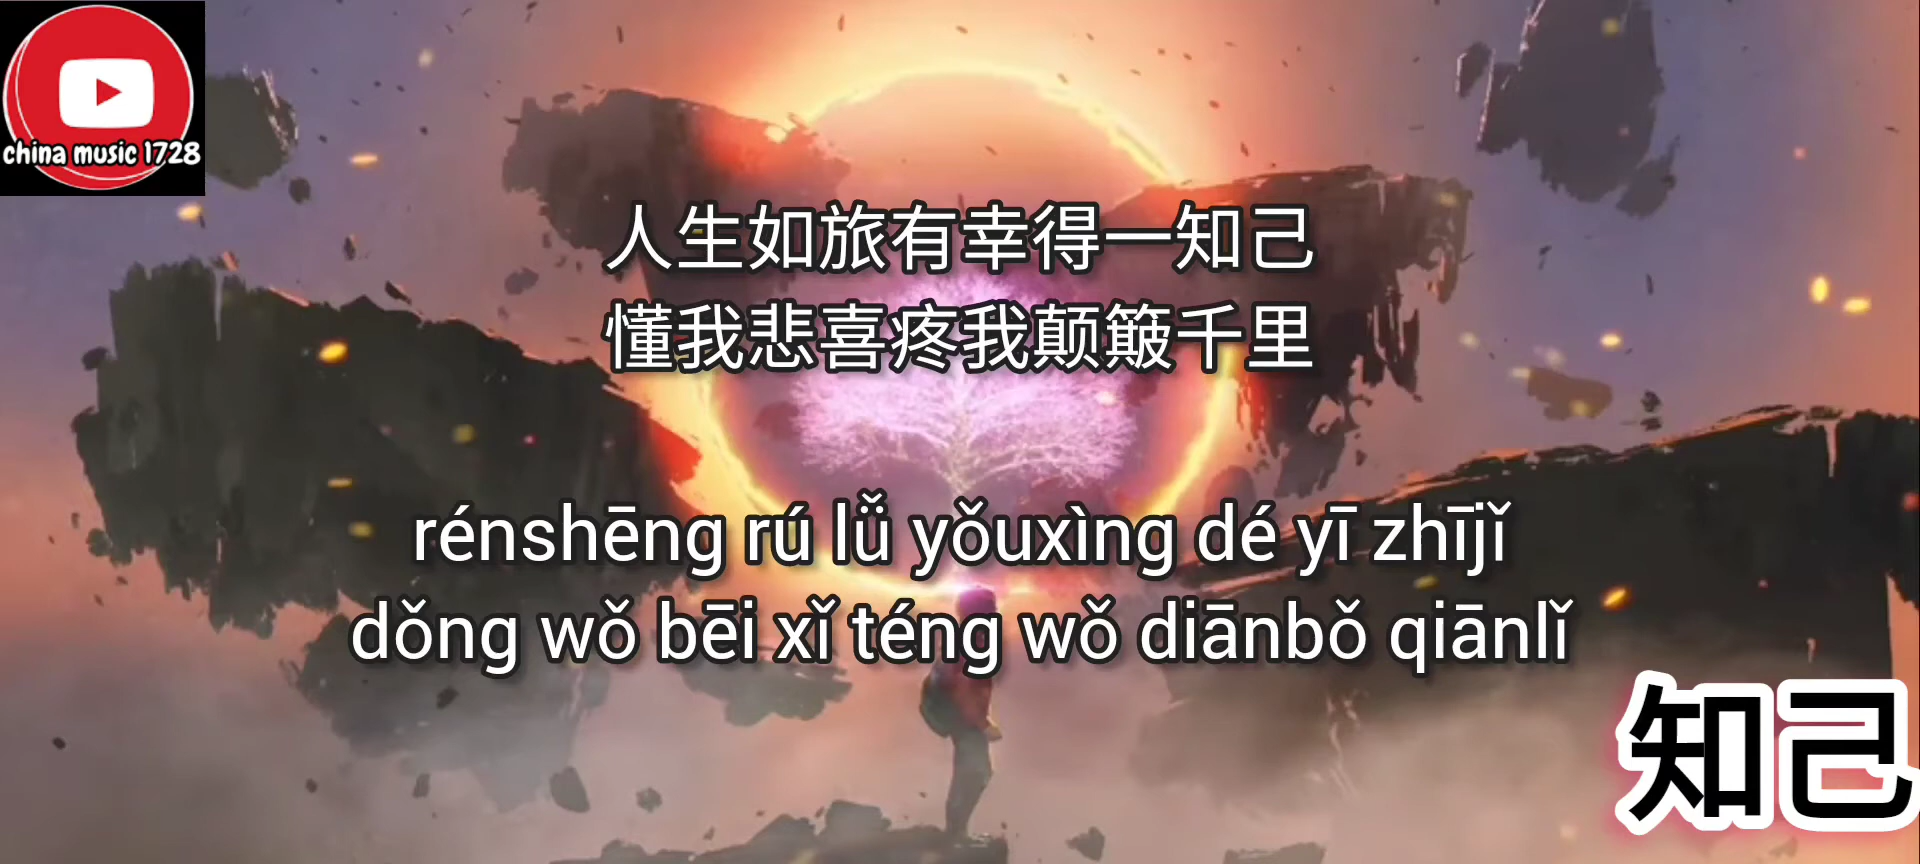 china music 1728
人生如旅有幸得一知己
懂我悲喜疼我颠簸千里
rénshēng rú lǚ yǒuxìng dé yī zhījǐ
dǒng wǒ bēi xǐ téng wǒ diānbǒ qiānlǐ
知己